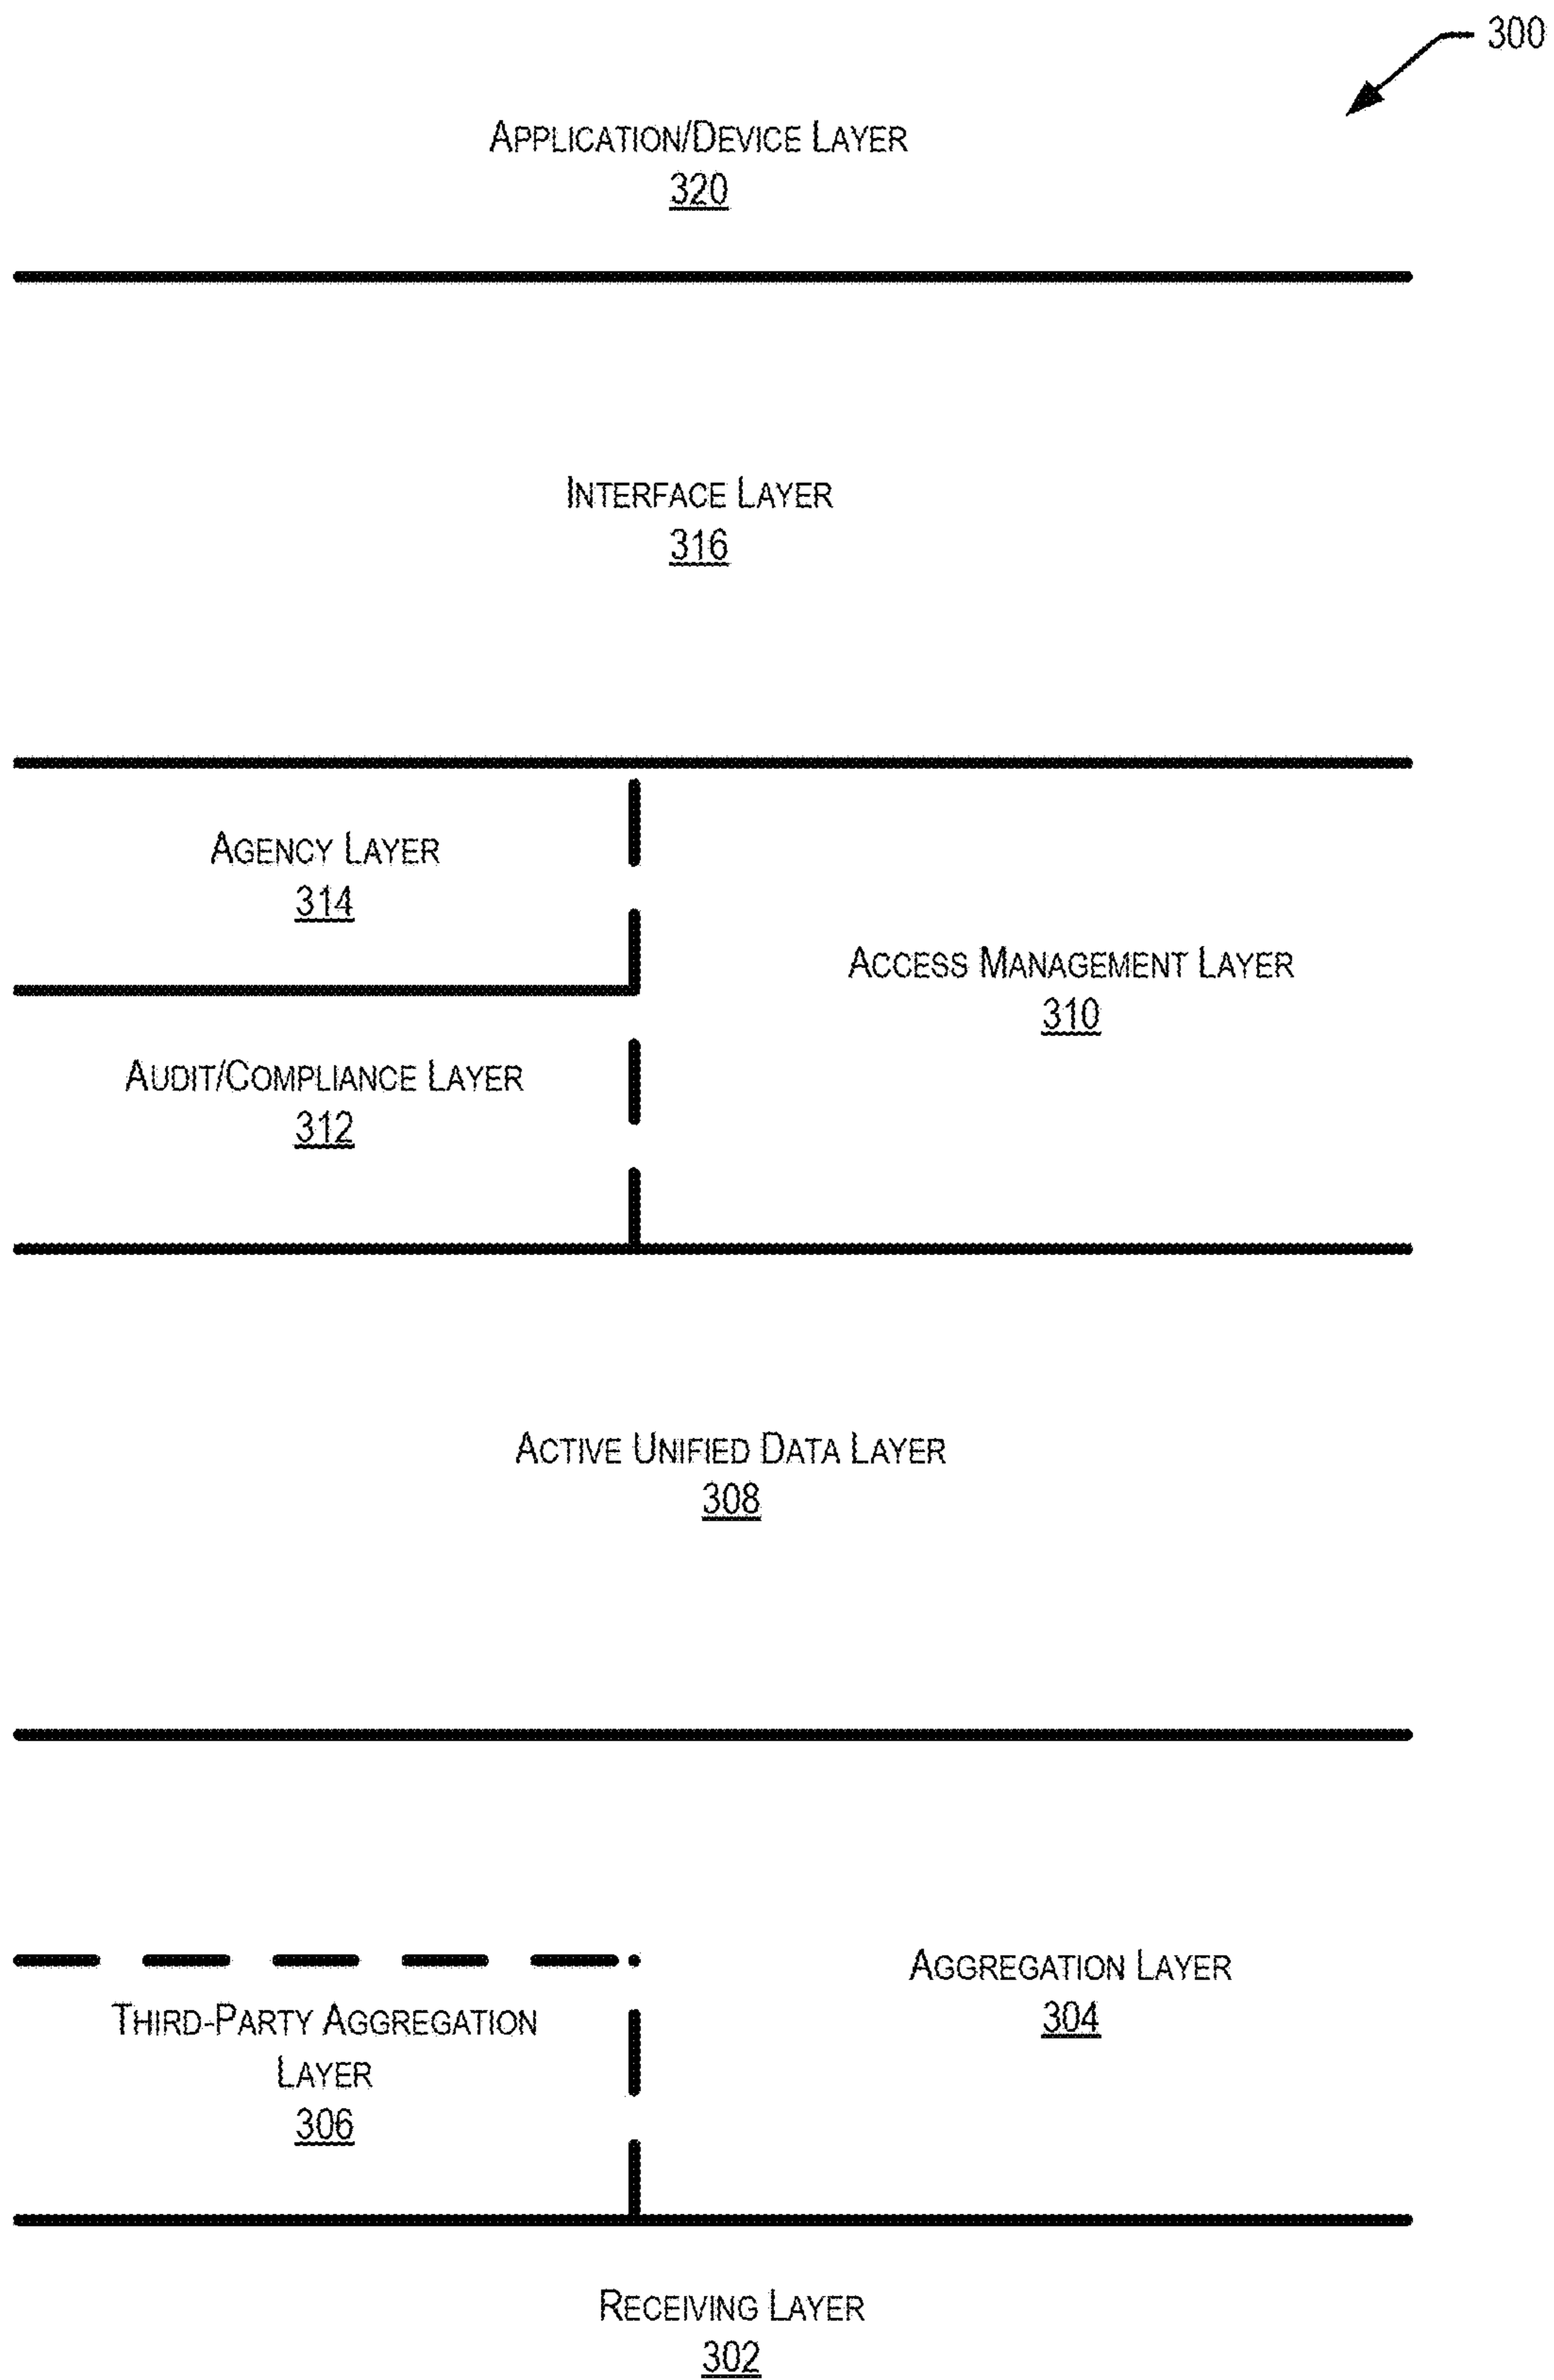 300
APPLICATION/DEVICE LAYER
320
INTERFACE LAYER
316
AGENCY LAYER
314
ACCESS MANAGEMENT LAYER
310
AUDIT/COMPLIANCE LAYER
312
ACTIVE UNIFIED DATA LAYER
308
AGGREGATION LAYER
304
THIRD-PARTY AGGREGATION
LAYER
306
RECEIVING LAYER
302